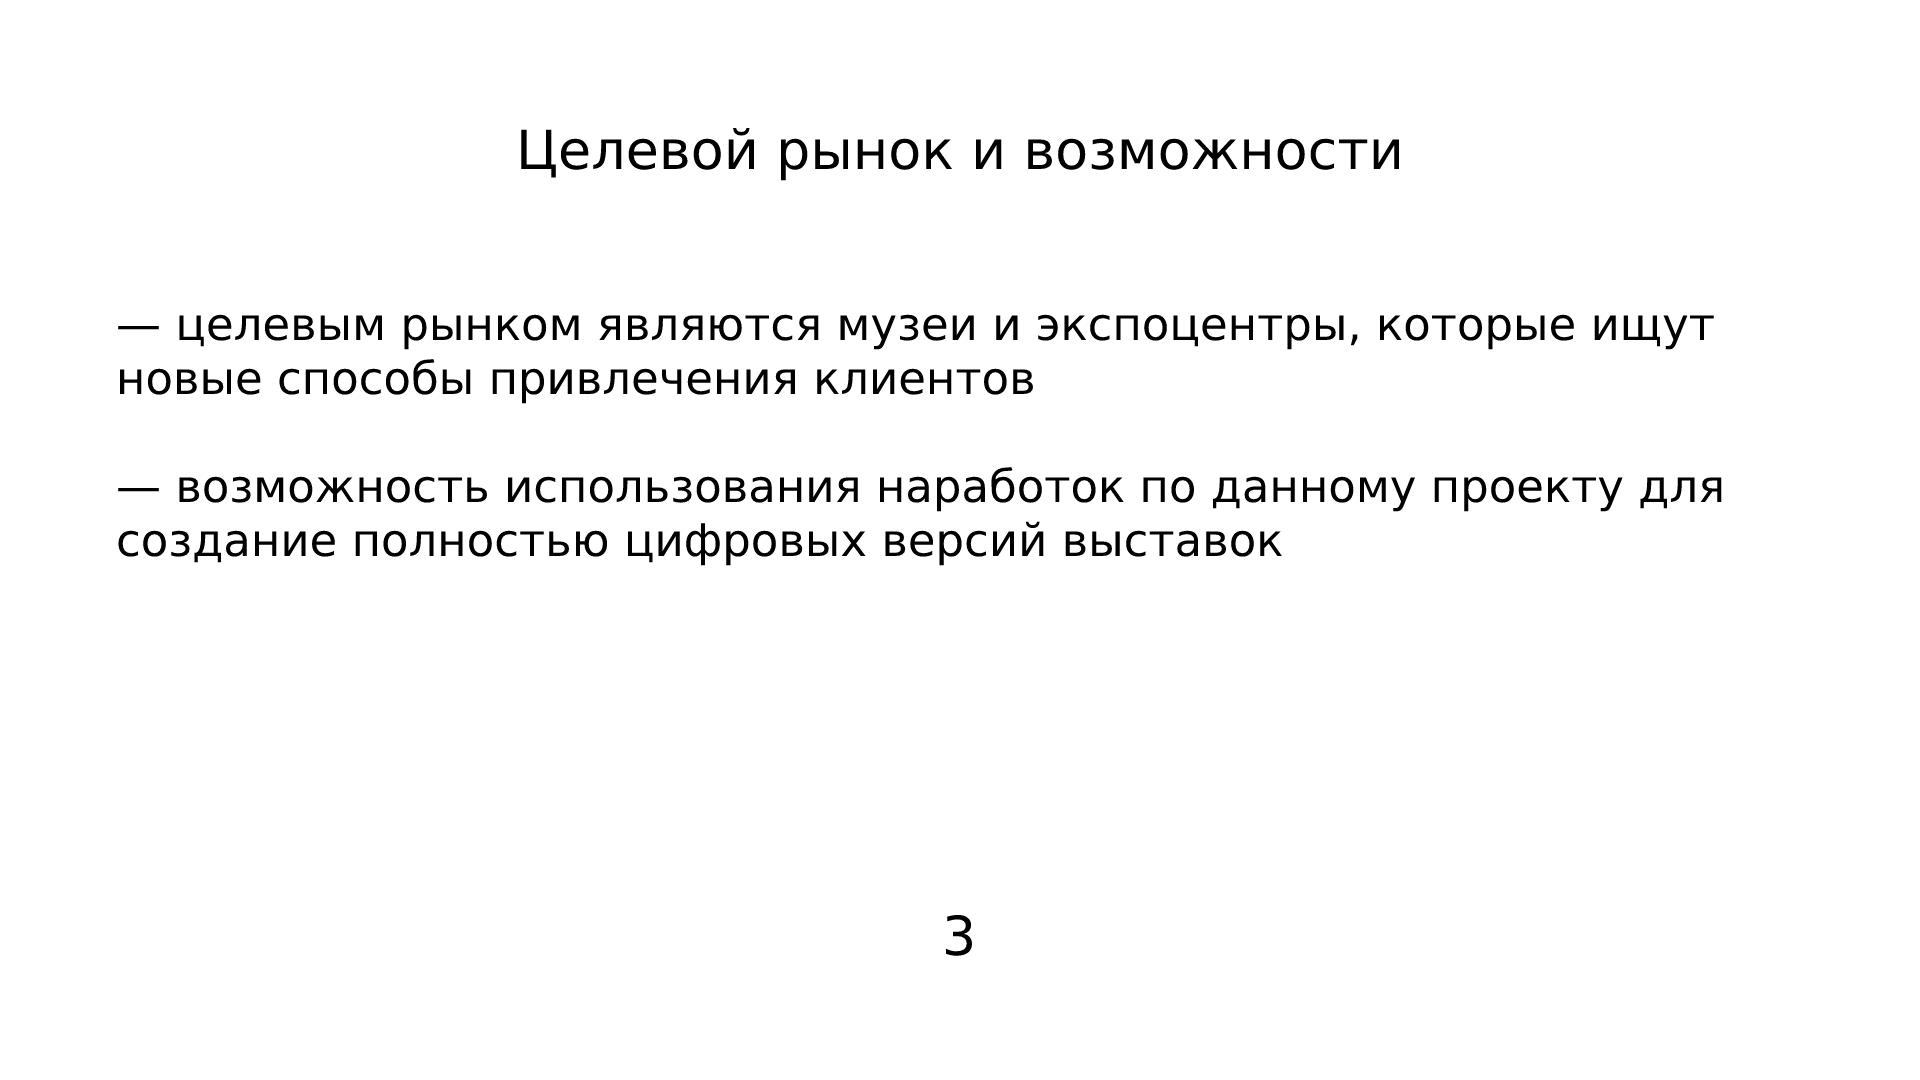 Целевой рынок и возможности
— целевым рынком являются музеи и экспоцентры, которые ищут
новые способы привлечения клиентов
— возможность использования наработок по данному проекту для
создание полностью цифровых версий выставок
3